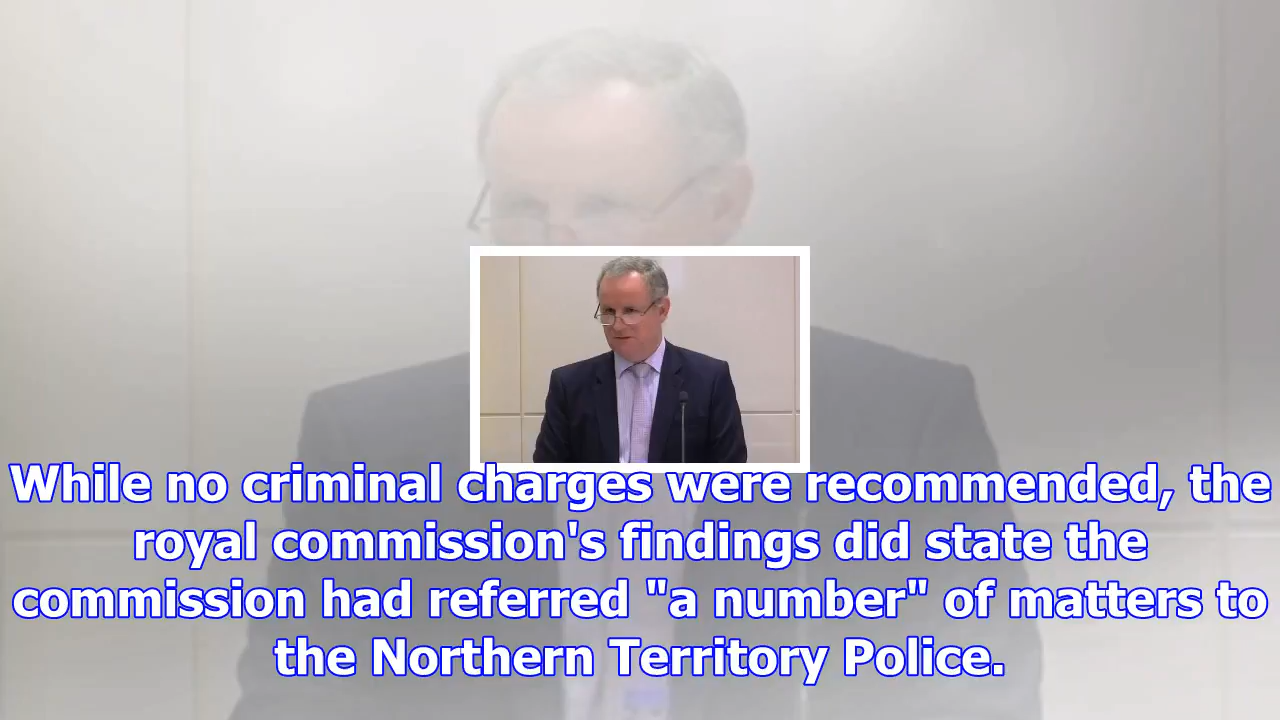 While no criminal charges were recommended, the
royal commission's findings did state the
commission had referred "a number" of matters to
the Northern Territory Police.